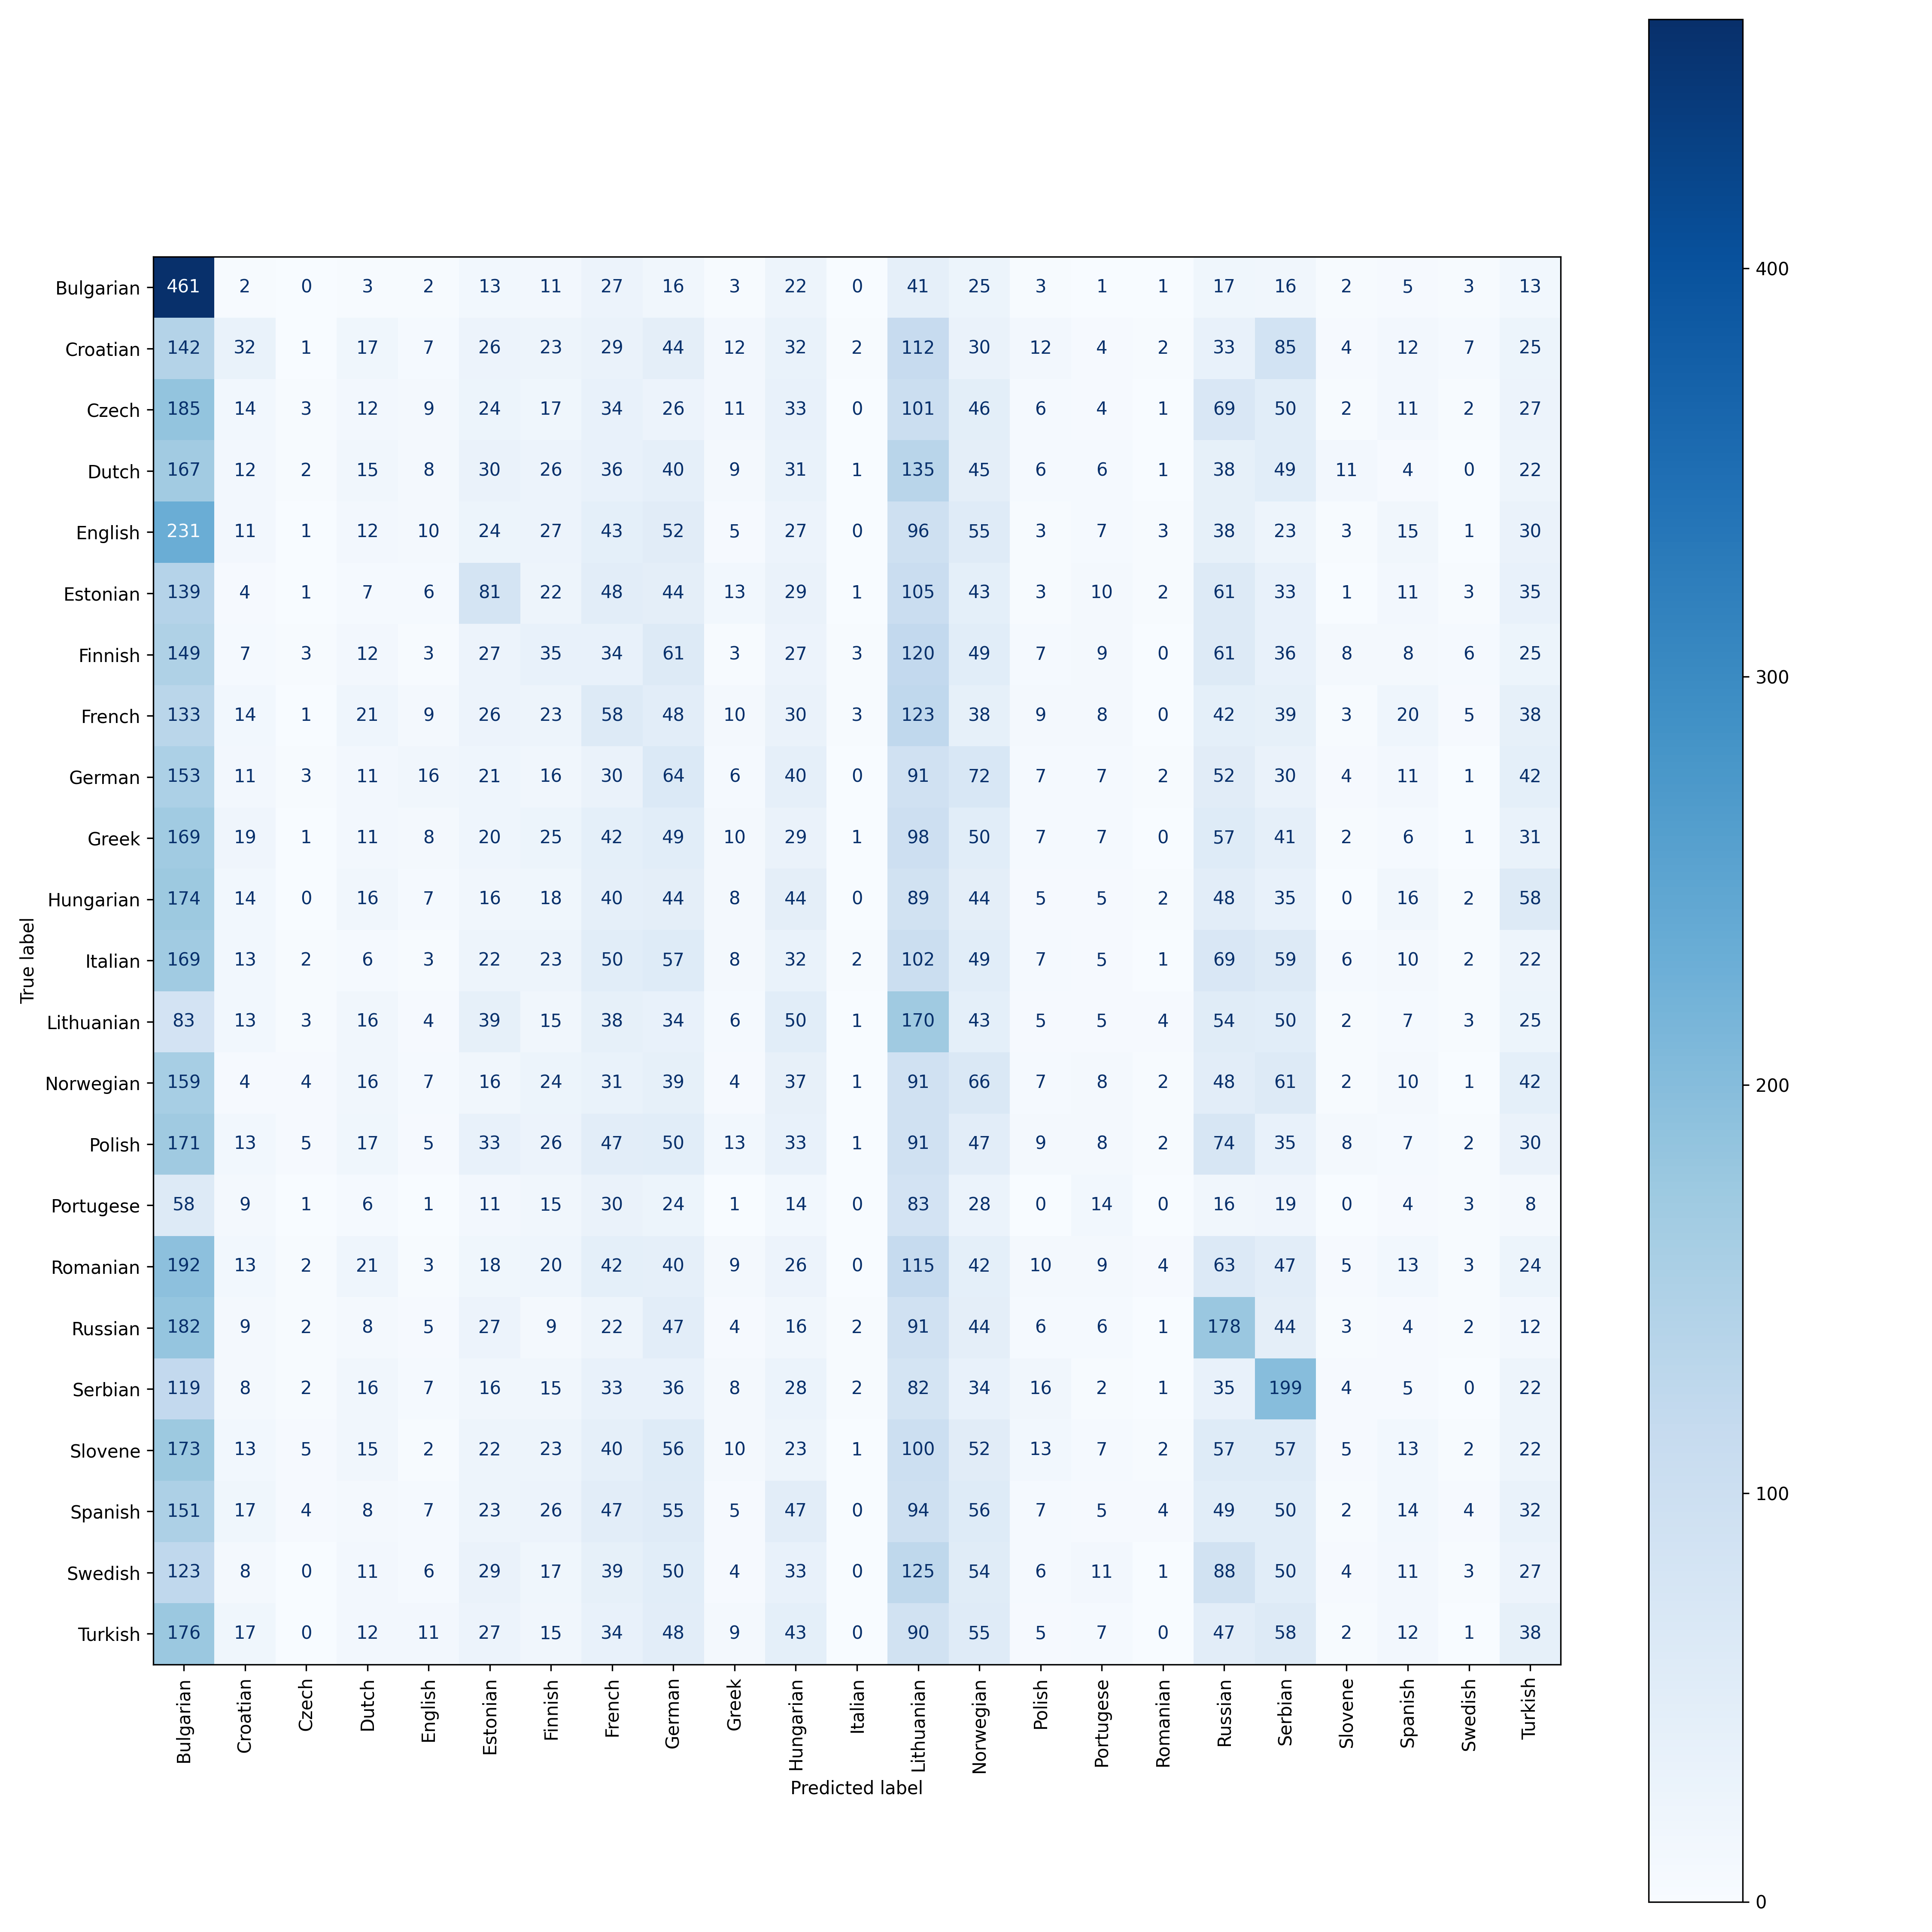 400
Bulgarian 461 2 0 3 2 13 11 27 16 3 22 0 41 25 3 1 1 17 16 2 5 3 13
Croatian 142 32 1 17 7 26 23 29 44 12 32 2 112 30 12 4 2 33 85 4 12 7 25
Czech 185 14 3 12 9 24 17 34 26 11 33 0 101 46 6 4 1 69 50 2 11 2 27
Dutch 167 12 2 15 8 30 26 36 40 9 31 1 135 45 6 6 1 38 49 11 4 0 22
English 231 11 1 12 10 24 27 43 52 5 27 0 96 55 3 7 3 38 23 3 15 1 30
Estonian 139 4 1 7 6 81 22 48 44 13 29 1 105 43 3 10 2 61 33 1 11 3 35
Finnish 149 7 3 12 3 27 35 34 61 3 27 3 120 49 7 9 0 61 36 8 8 6 25
300
French 133 14 1 21 9 26 23 58 48 10 30 3 123 38 9 8 0 42 39 3 20 5 38
German 153 11 3 11 16 21 16 30 64 6 40 0 91 72 7 7 2 52 30 4 11 1 42
Greek 169 19 1 11 8 20 25 42 49 10 29 1 98 50 7 7 0 57 41 2 6 1 31
Hungarian 174 14 0 16 7 16 18 40 44 8 44 0 89 44 5 5 2 48 35 0 16 2 58
True label
Italian 169 13 2 6 3 22 23 50 57 8 32 2 102 49 7 5 1 69 59 6 10 2 22
Lithuanian 83 13 3 16 4 39 15 38 34 6 50 1 170 43 5 5 4 54 50 2 7 3 25
Norwegian 159 4 4 16 7 16 24 31 39 4 37 1 91 66 7 8 2 48 61 2 10 1 42
200
Polish 171 13 5 17 5 33 26 47 50 13 33 1 91 47 9 8 2 74 35 8 7 2 30
Portugese 58 9 1 6 1 11 15 30 24 1 14 0 83 28 0 14 0 16 19 0 4 3 8
Romanian 192 13 2 21 3 18 20 42 40 9 26 0 115 42 10 9 4 63 47 5 13 3 24
Russian 182 9 2 8 5 27 9 22 47 4 16 2 91 44 6 6 1 178 44 3 4 2 12
Serbian 119 8 2 16 7 16 15 33 36 8 28 2 82 34 16 2 1 35 199 4 5 0 22
Slovene 173 13 5 15 2 22 23 40 56 10 23 1 100 52 13 7 2 57 57 5 13 2 22
100
Spanish 151 17 4 8 7 23 26 47 55 5 47 0 94 56 7 5 4 49 50 2 14 4 32
Swedish 123 8 0 11 6 29 17 39 50 4 33 0 125 54 6 11 1 88 50 4 11 3 27
Turkish 176 17 0 12 11 27 15 34 48 9 43 0 90 55 5 7 0 47 58 2 12 1 38
Bulgarian Croatian Czech Dutch English Estonian Finnish French German Greek Hungarian Italian Lithuanian Norwegian Polish Portugese Romanian Russian Serbian Slovene Spanish Swedish Turkish
Predicted label
0